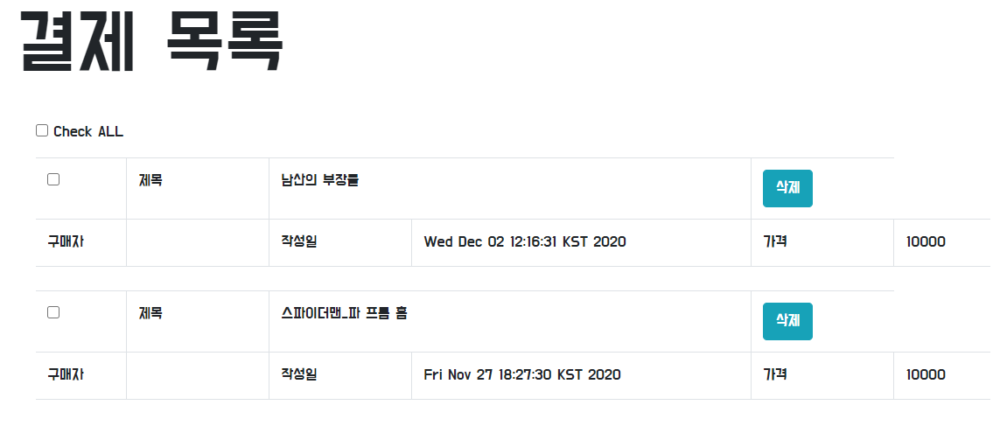 결제 목록
Check ALL
제목 남산의 부장들 삭제
구매자 작성일 Wed Dec 02 12:16:31 KST 2020 가격 10000
제목 스파이더맨_파 프롬 홈 삭제
구매자 작성일 Fri Nov 27 18:27:30 KST 2020 가격 10000